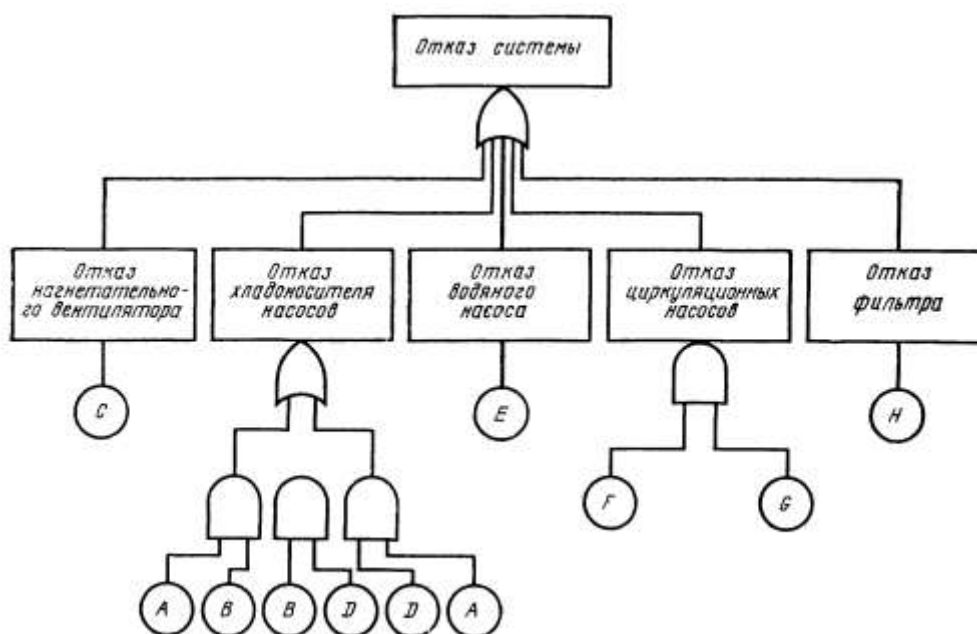 Отказ системы
Отказ
нагнетательно-
го вентилятора
Отказ
хладоносителя
насосов
Отказ
водяного
насоса
Отказ
циркуляционных
насосов
Отказ
фильтра
C
E
H
F
G
A
B
B
D
D
A